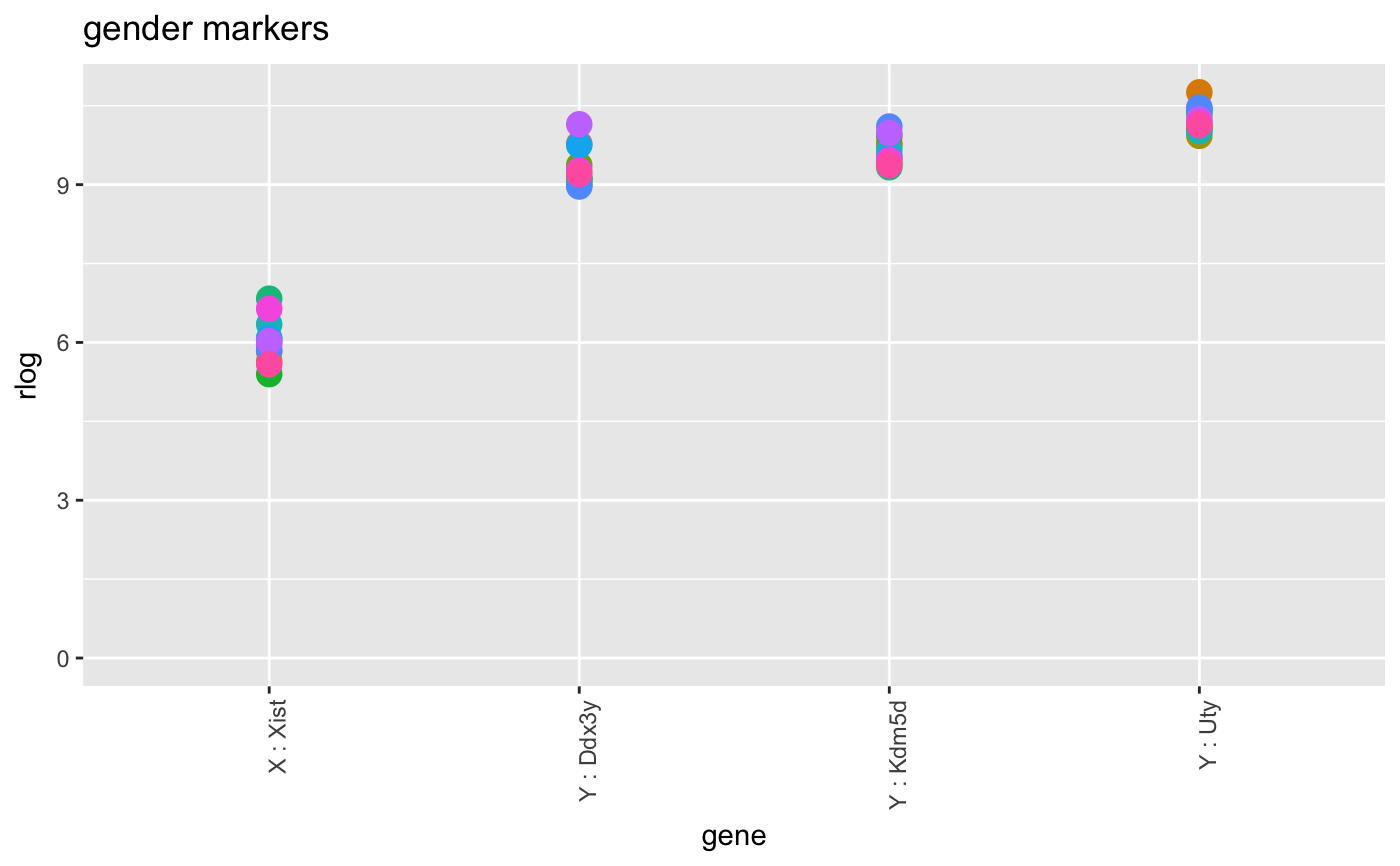 gender markers
rlog
9
6
3
0
X : Xist
Y : Ddx3y
Y : Kdm5d
Y : Uty
gene